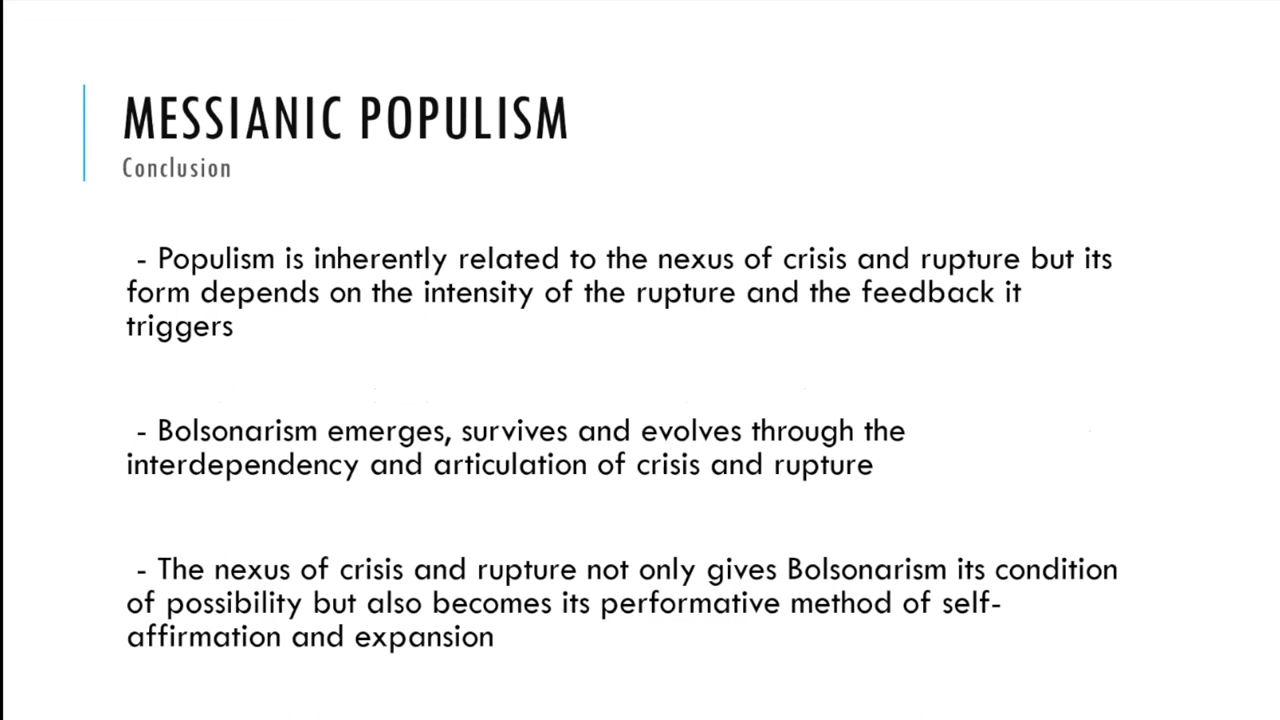 MESSIANIC POPULISM
Conclusion
- Populism is inherently related to the nexus of crisis and rupture but its
form depends on the intensity of the rupture and the feedback it
triggers
- Bolsonarism emerges, survives and evolves through the
interdependency and articulation of crisis and rupture
- The nexus of crisis and rupture not only gives Bolsonarism its condition
of possibility but also becomes its performative method of self-
affirmation and expansion